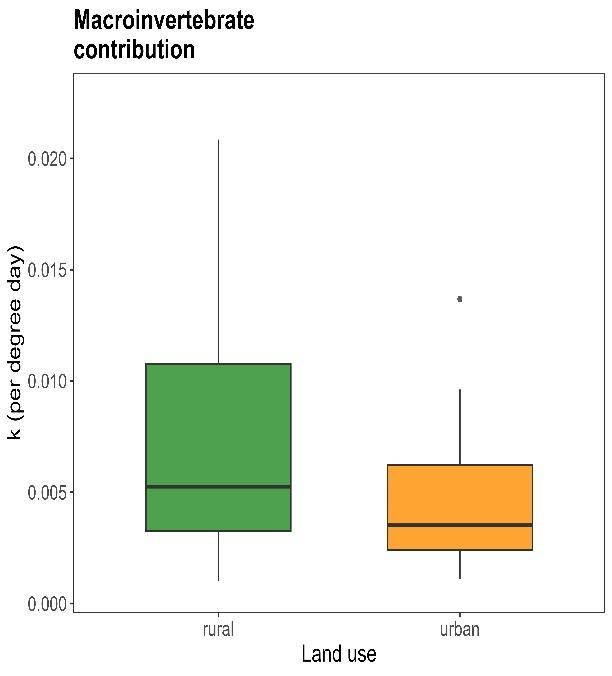 Macroinvertebrate
contribution
k (per degree day)
0.020
0.015
0.010
0.005
0.000
rural urban
Land use